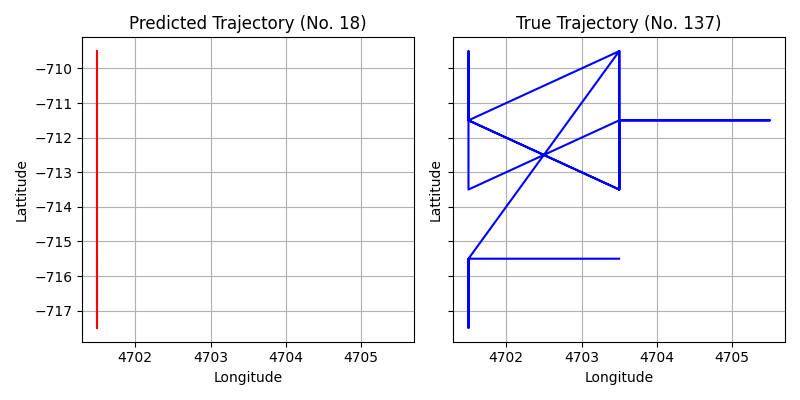 Predicted Trajectory (No. 18)
True Trajectory (No. 137)
Lattitude
−710
−711
−712
−713
−714
−715
−716
−717
4702
4703
4704
4705
Longitude
Lattitude
4702
4703
4704
4705
Longitude